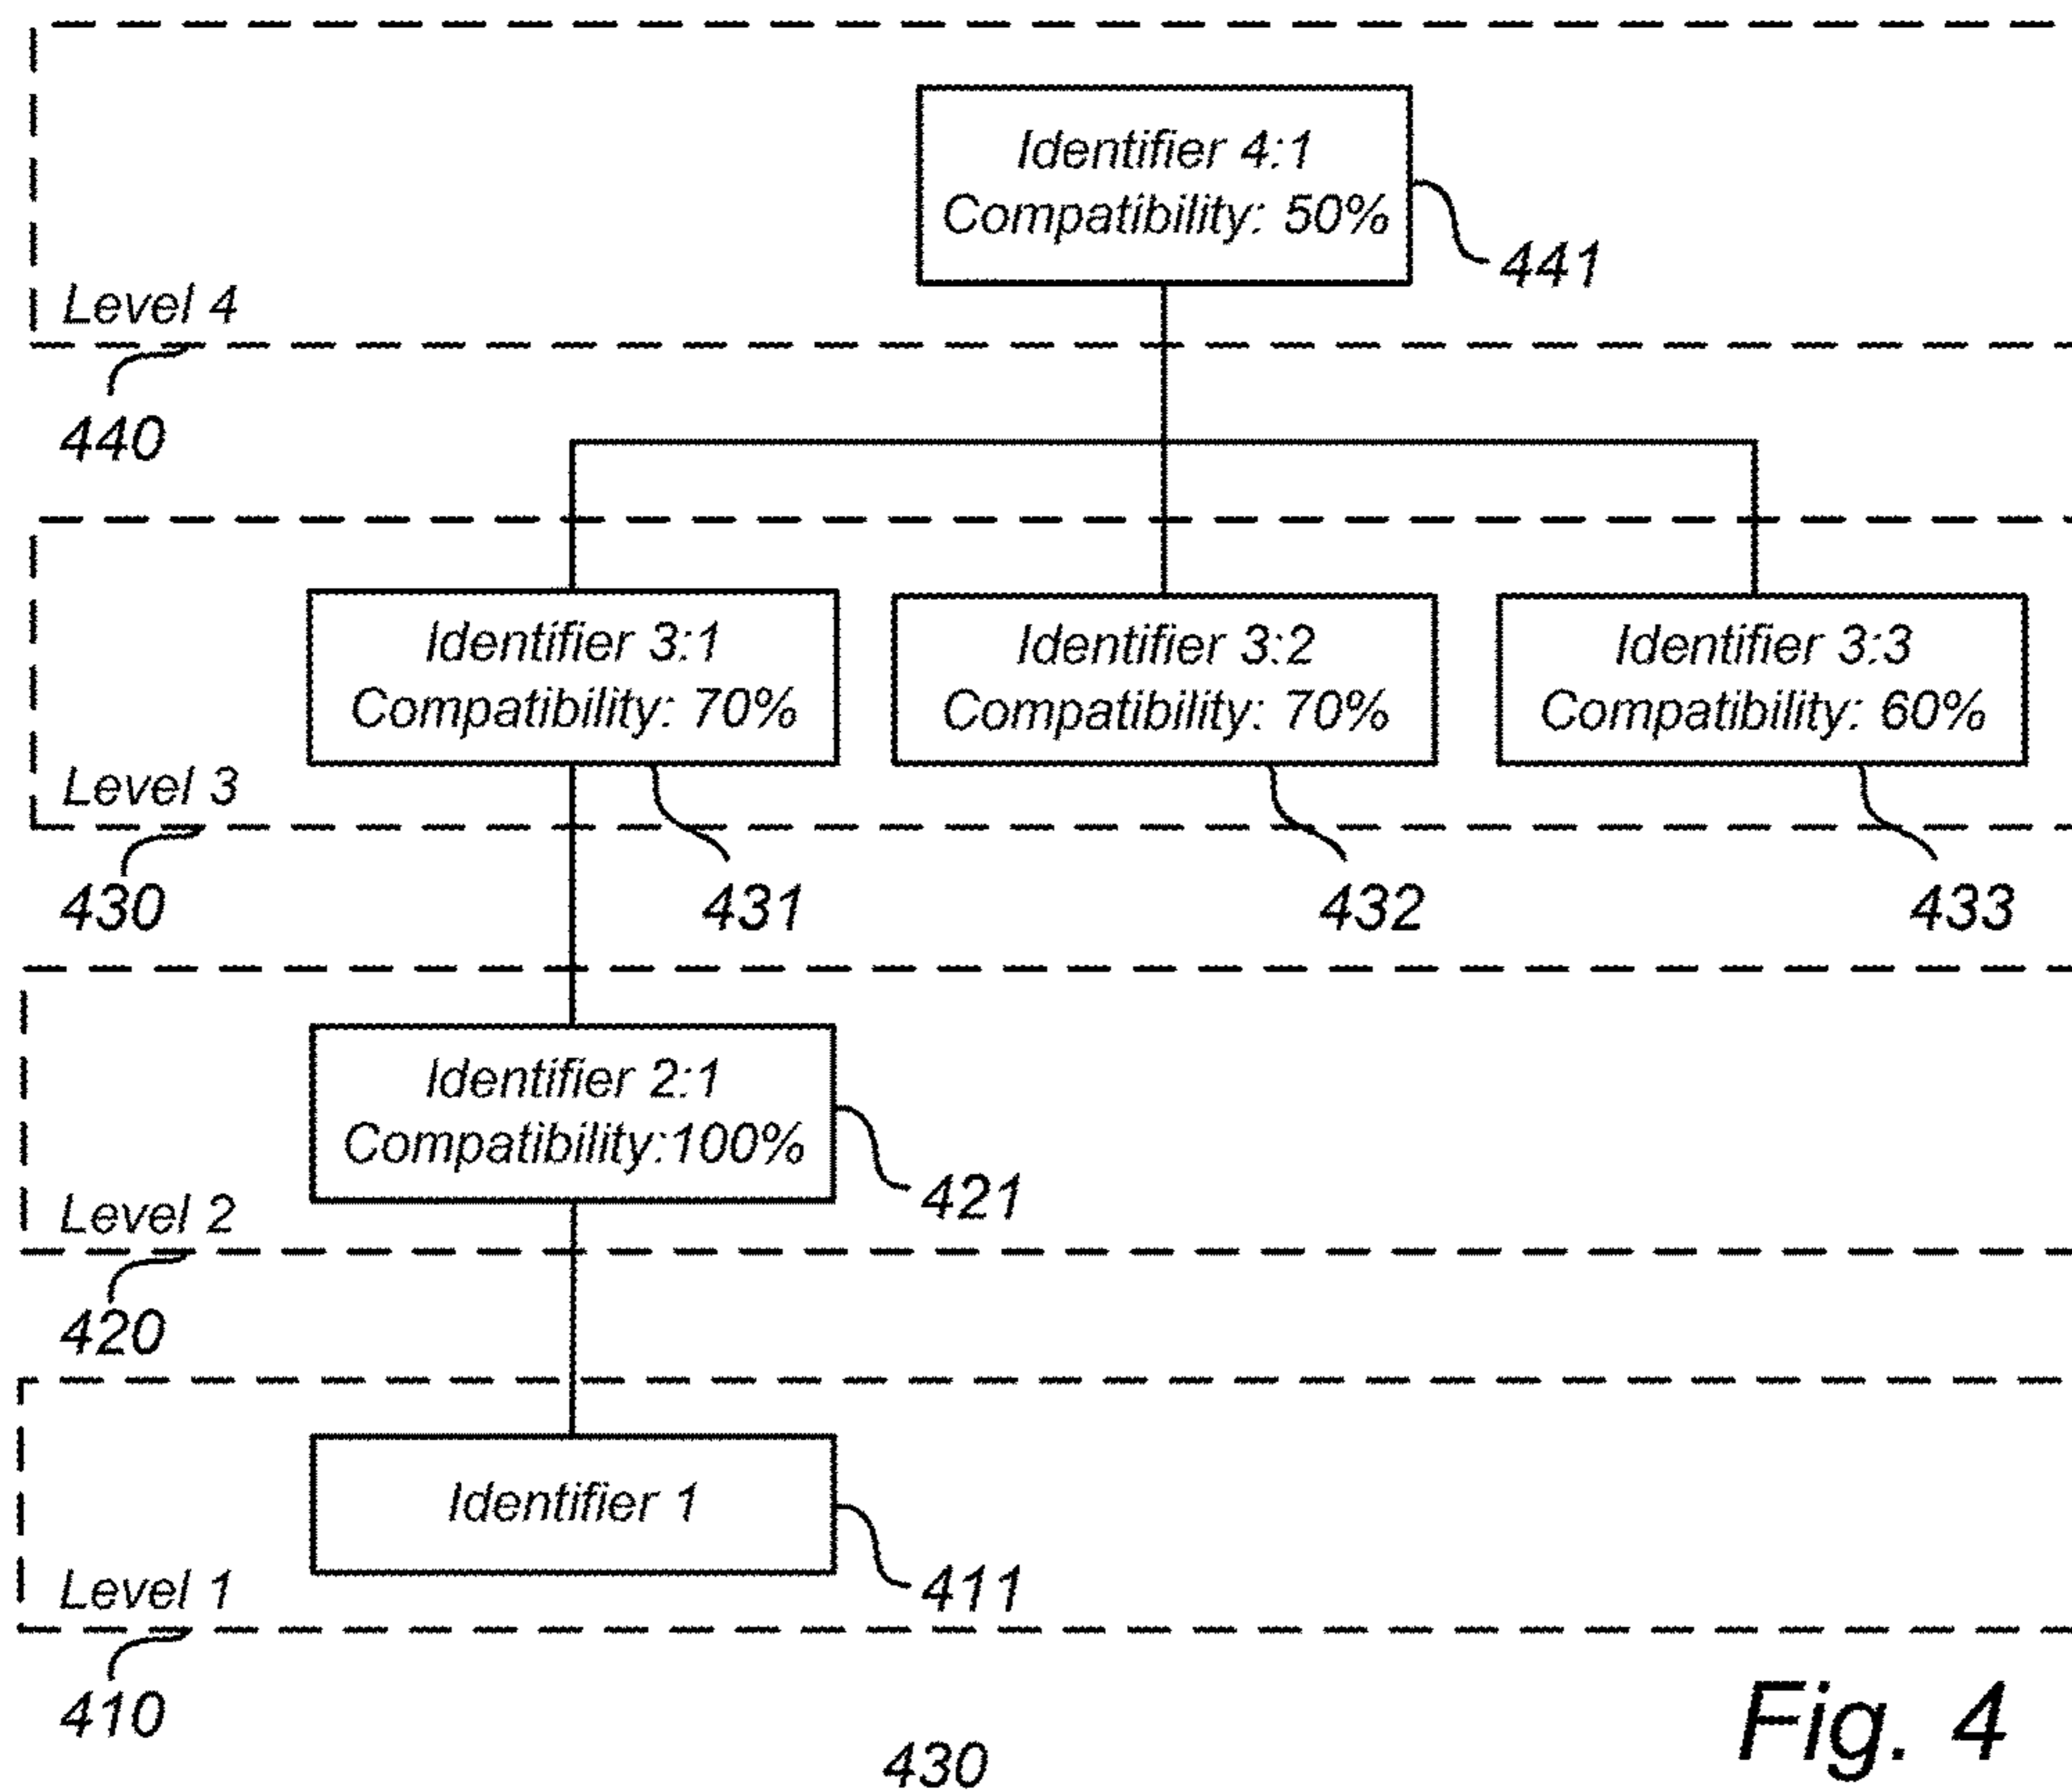 Identifier 4:1
Compatibility: 50%
441
Level 4
440
Identifier 3:1
Compatibility: 70%
Identifier 3:2
Compatibility: 70%
Identifier 3:3
Compatibility: 60%
Level 3
430
431
432
433
Identifier 2:1
Compatibility:100%
421
Level 2
420
Identifier 1
411
Level 1
410
430
Fig. 4